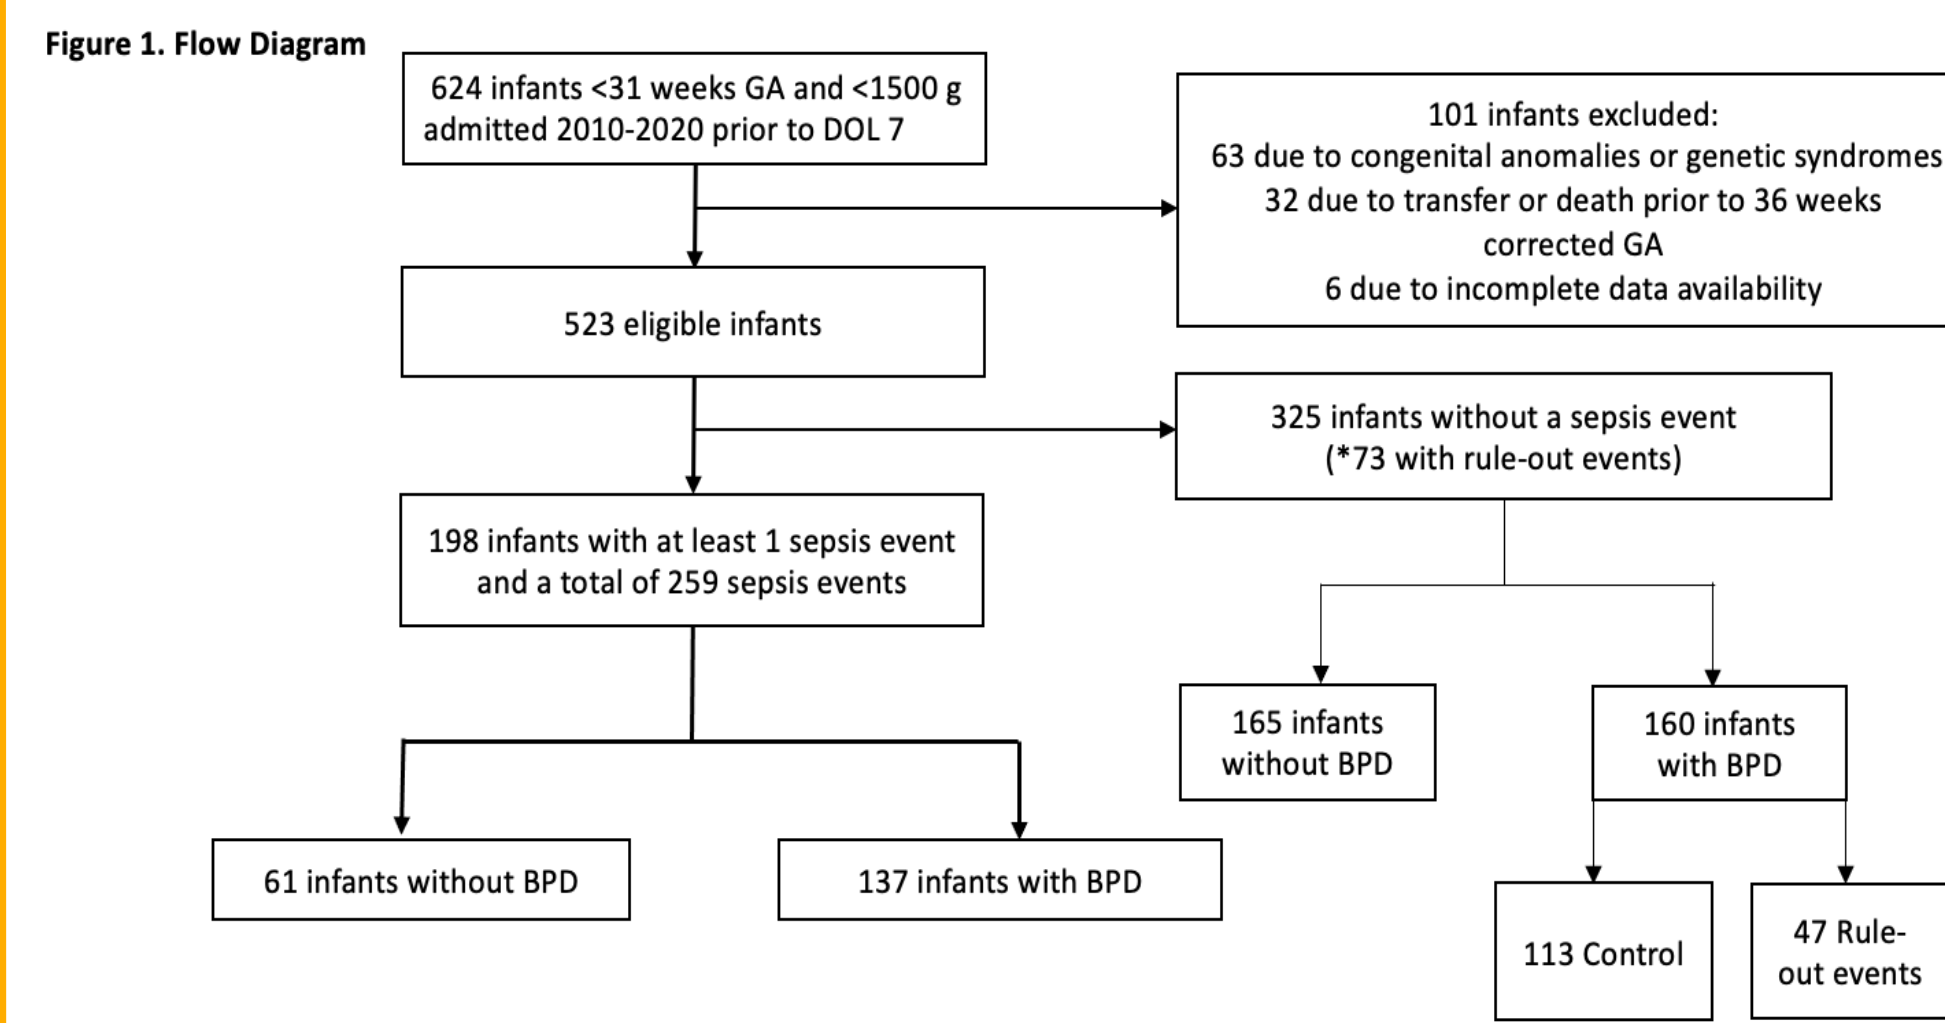 Figure 1. Flow Diagram
624 infants <31 weeks GA and <1500 g
admitted 2010-2020 prior to DOL 7
101 infants excluded:
63 due to congenital anomalies or genetic syndromes
32 due to transfer or death prior to 36 weeks
corrected GA
6 due to incomplete data availability
523 eligible infants
325 infants without a sepsis event
(*73 with rule-out events)
198 infants with at least 1 sepsis event
and a total of 259 sepsis events
165 infants
without BPD
160 infants
with BPD
61 infants without BPD
137 infants with BPD
113 Control
47 Rule-
out events